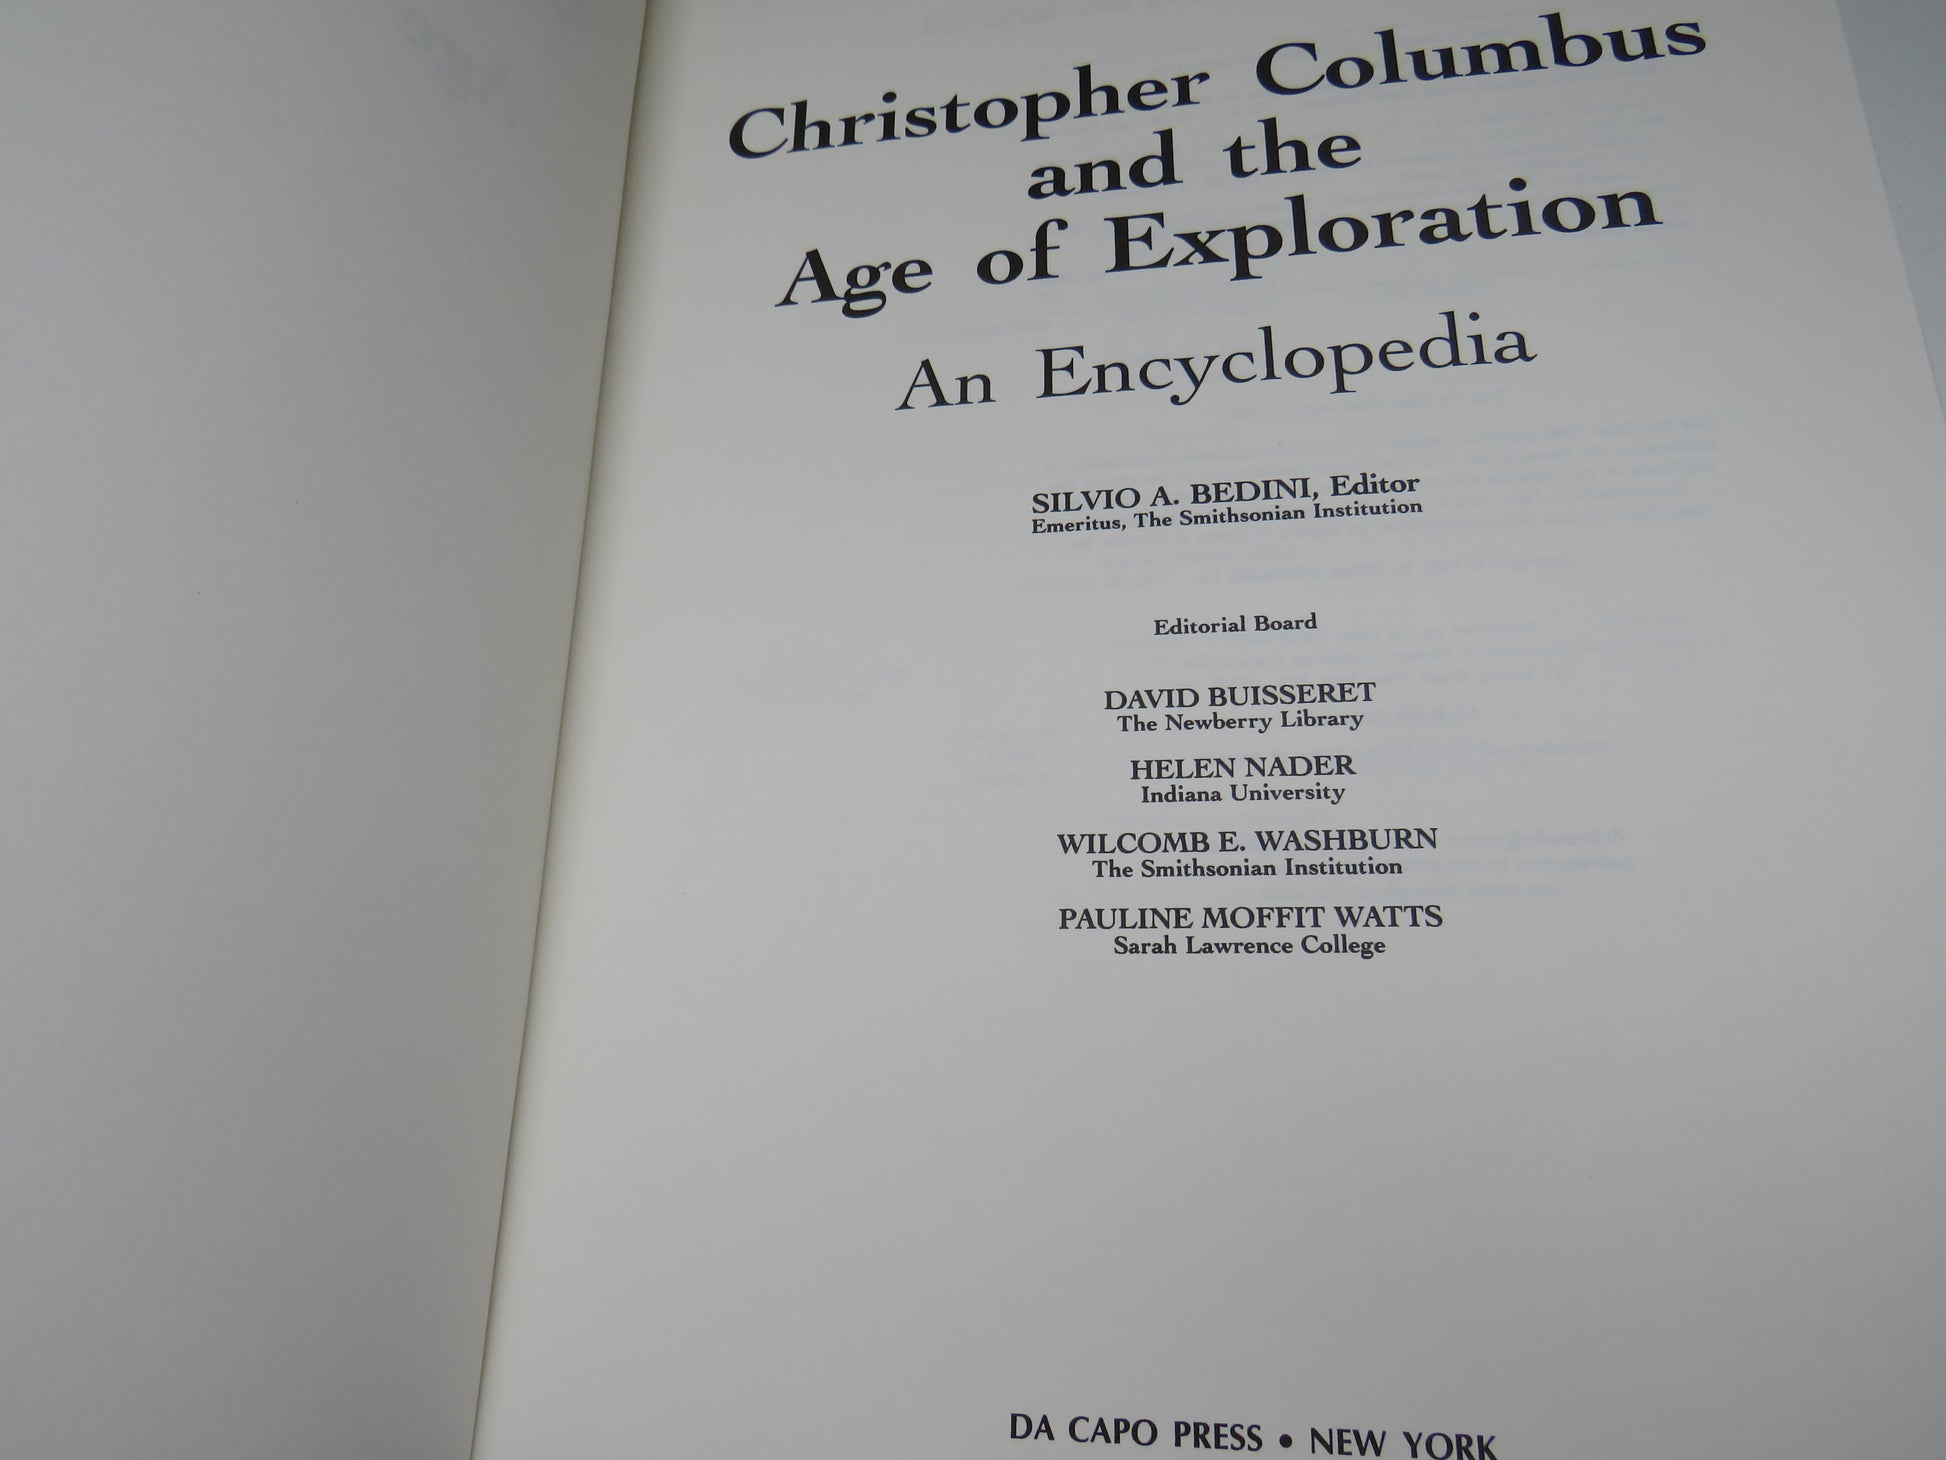 Christopher Columbus
and the
Age of Exploration
An Encyclopedia
SILVIO A. BEDINI, Editor
Emeritus, The Smithsonian Institution
Editorial Board
DAVID BUISSERET
The Newberry Library
HELEN NADER
Indiana University
WILCOMB E. WASHBURN
The Smithsonian Institution
PAULINE MOFFIT WATTS
Sarah Lawrence College
DA CAPO PRESS • NEW YORK